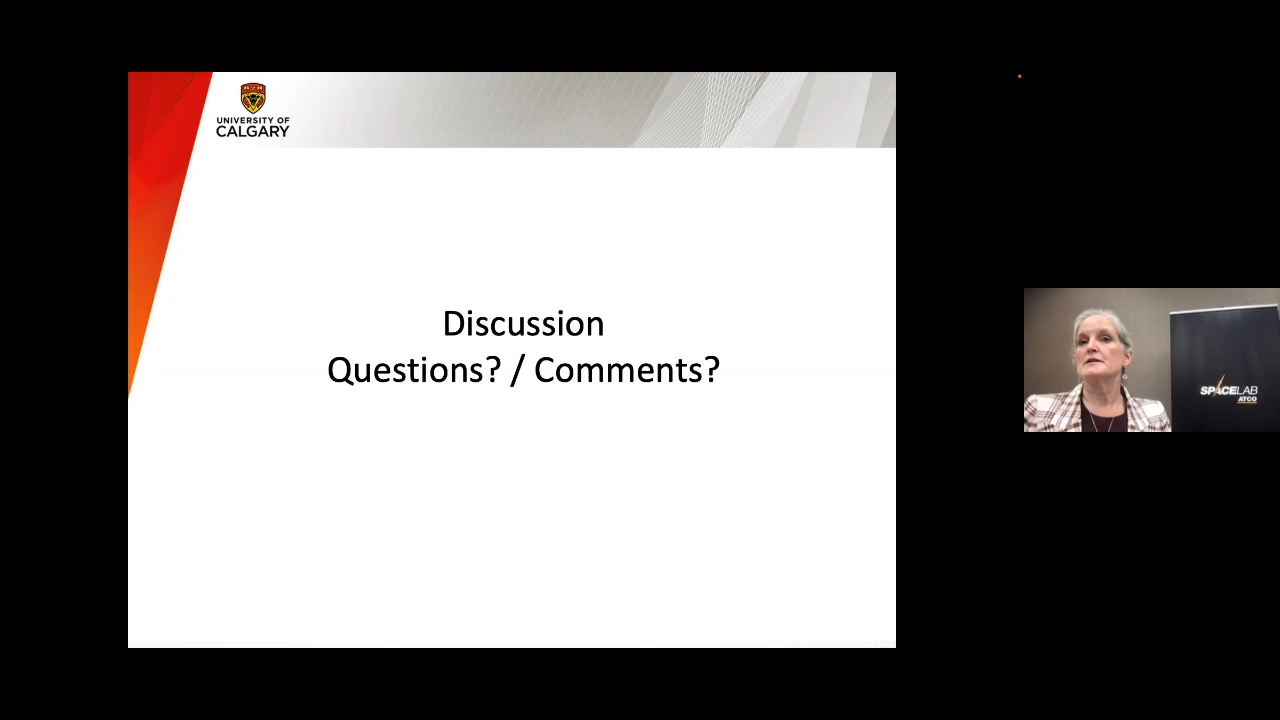 UNIVERSITY OF
CALGARY
Discussion
Questions? / Comments?
SPACELAB
ATCO